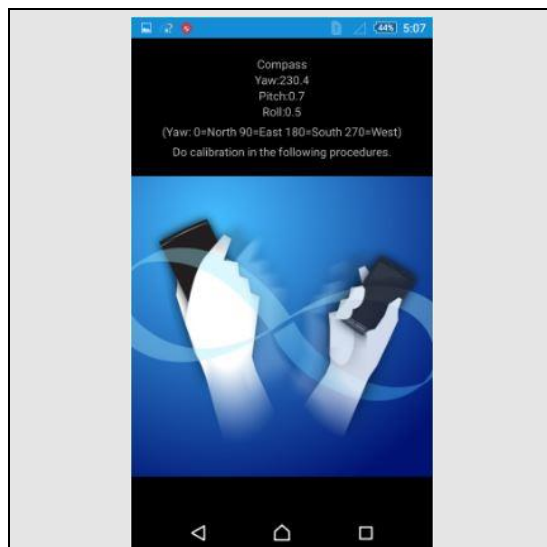 44% 5:07
Compass
Yaw:230.4
Pitch:0.7
Roll:0.5
(Yaw: 0=North 90=East 180=South 270=West)
Do calibration in the following procedures.